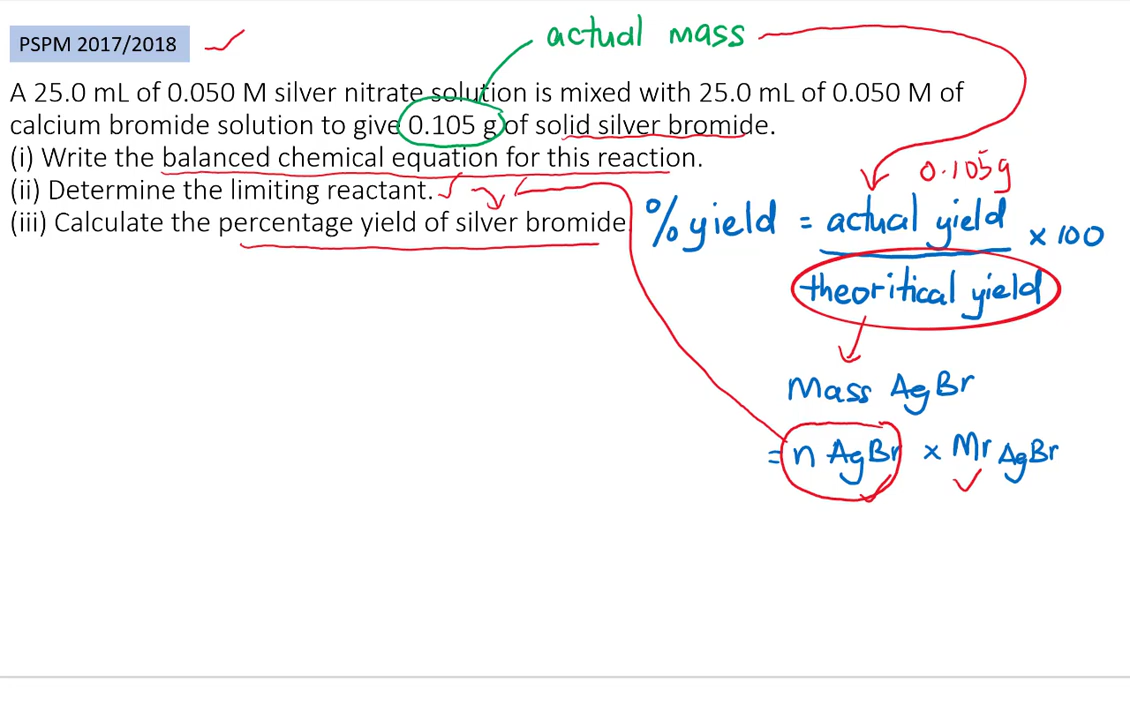 PSPM 2017/2018
actual mass
A 25.0 mL of 0.050 M silver nitrate solution is mixed with 25.0 mL of 0.050 M of
calcium bromide solution to give 0.105 g of solid silver bromide.
(i) Write the balanced chemical equation for this reaction.
(ii) Determine the limiting reactant.
(iii) Calculate the percentage yield of silver bromide
0.105g
% yield = actual yield x 100
theoritical yield
Mass AgBr
= n AgBr x Mr AgBr